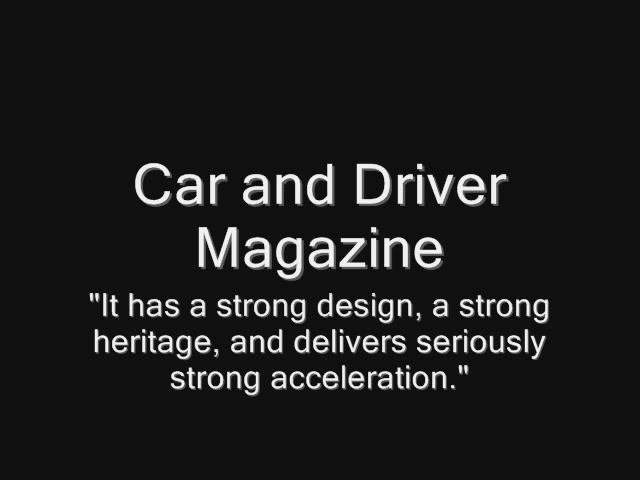 Car and Driver
Magazine
"It has a strong design, a strong
heritage, and delivers seriously
strong acceleration."